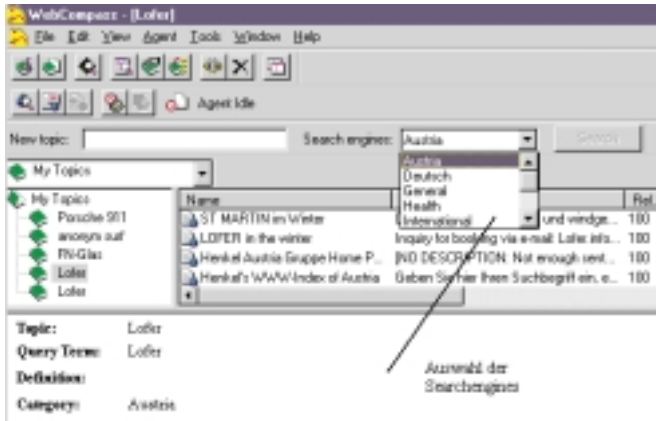 WebCompass - [Lofer]
File Edit View Agent Tools Window Help
Agent Idle
New topic: Search engines: Austria Search
My Topics
Austria
Deutsch
General
Health
International
My Topics
Porsche 911
anonym surf
FN-Glas
Lofer
Lofer
Name Rel.
ST MARTIN im Winter und windge... 100
LOFER in the winter Inquiry for booking via e-mail: Lofer info... 100
Henkel Austria Gruppe Home P... [NO DESCRIPTION: Not enough sent... 100
Henkel's WWW-Index of Austria Geben Sie hier Ihren Suchbegriff ein, e... 100
Topic: Lofer
Query Term: Lofer
Definition:
Category: Austria
Auswahl der
Searchengines